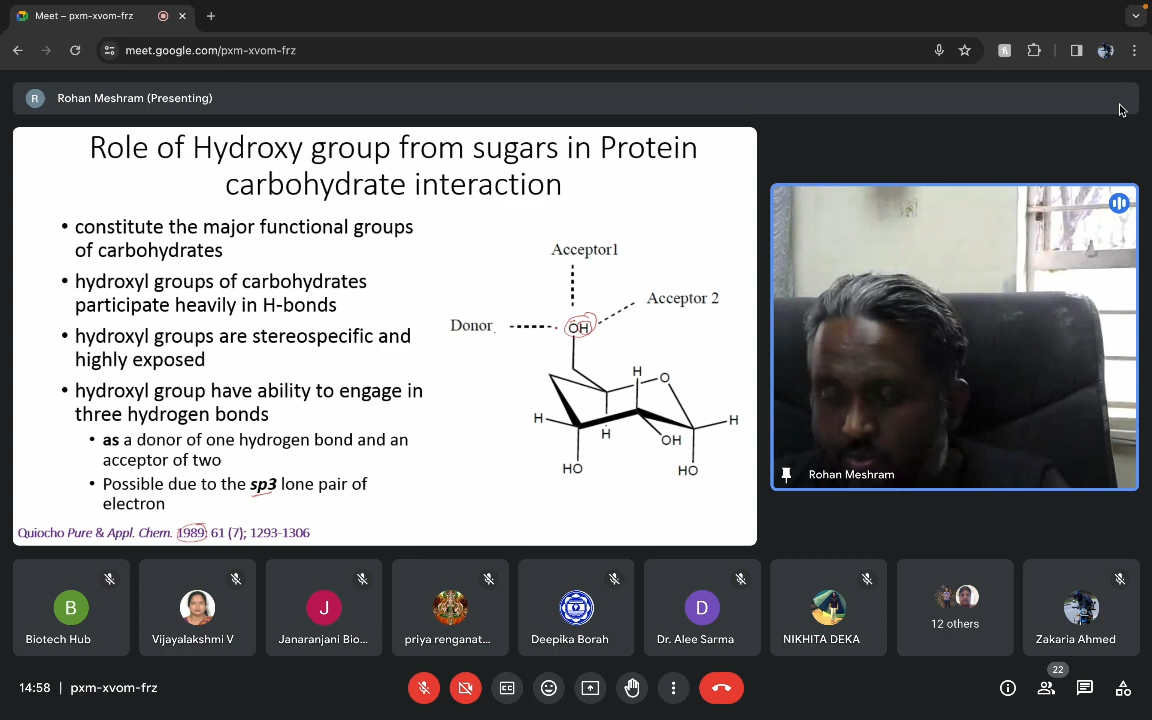 Meet – pxm-xvom-frz
meet.google.com/pxm-xvom-frz
R
Rohan Meshram (Presenting)
Role of Hydroxy group from sugars in Protein
carbohydrate interaction
• constitute the major functional groups
of carbohydrates
• hydroxyl groups of carbohydrates
participate heavily in H-bonds
• hydroxyl groups are stereospecific and
highly exposed
• hydroxyl group have ability to engage in
three hydrogen bonds
• as a donor of one hydrogen bond and an
acceptor of two
• Possible due to the sp3 lone pair of
electron
Quiocho Pure & Appl. Chem. 1989; 61 (7); 1293-1306
Acceptor1
Acceptor 2
Donor
OH
H
O
H
H
H
OH
HO
HO
Rohan Meshram
B
Biotech Hub
Vijayalakshmi V
J
Janaranjani Bio...
priya renganat...
Deepika Borah
D
Dr. Alee Sarma
NIKHITA DEKA
12 others
Zakaria Ahmed
14:58 | pxm-xvom-frz
22